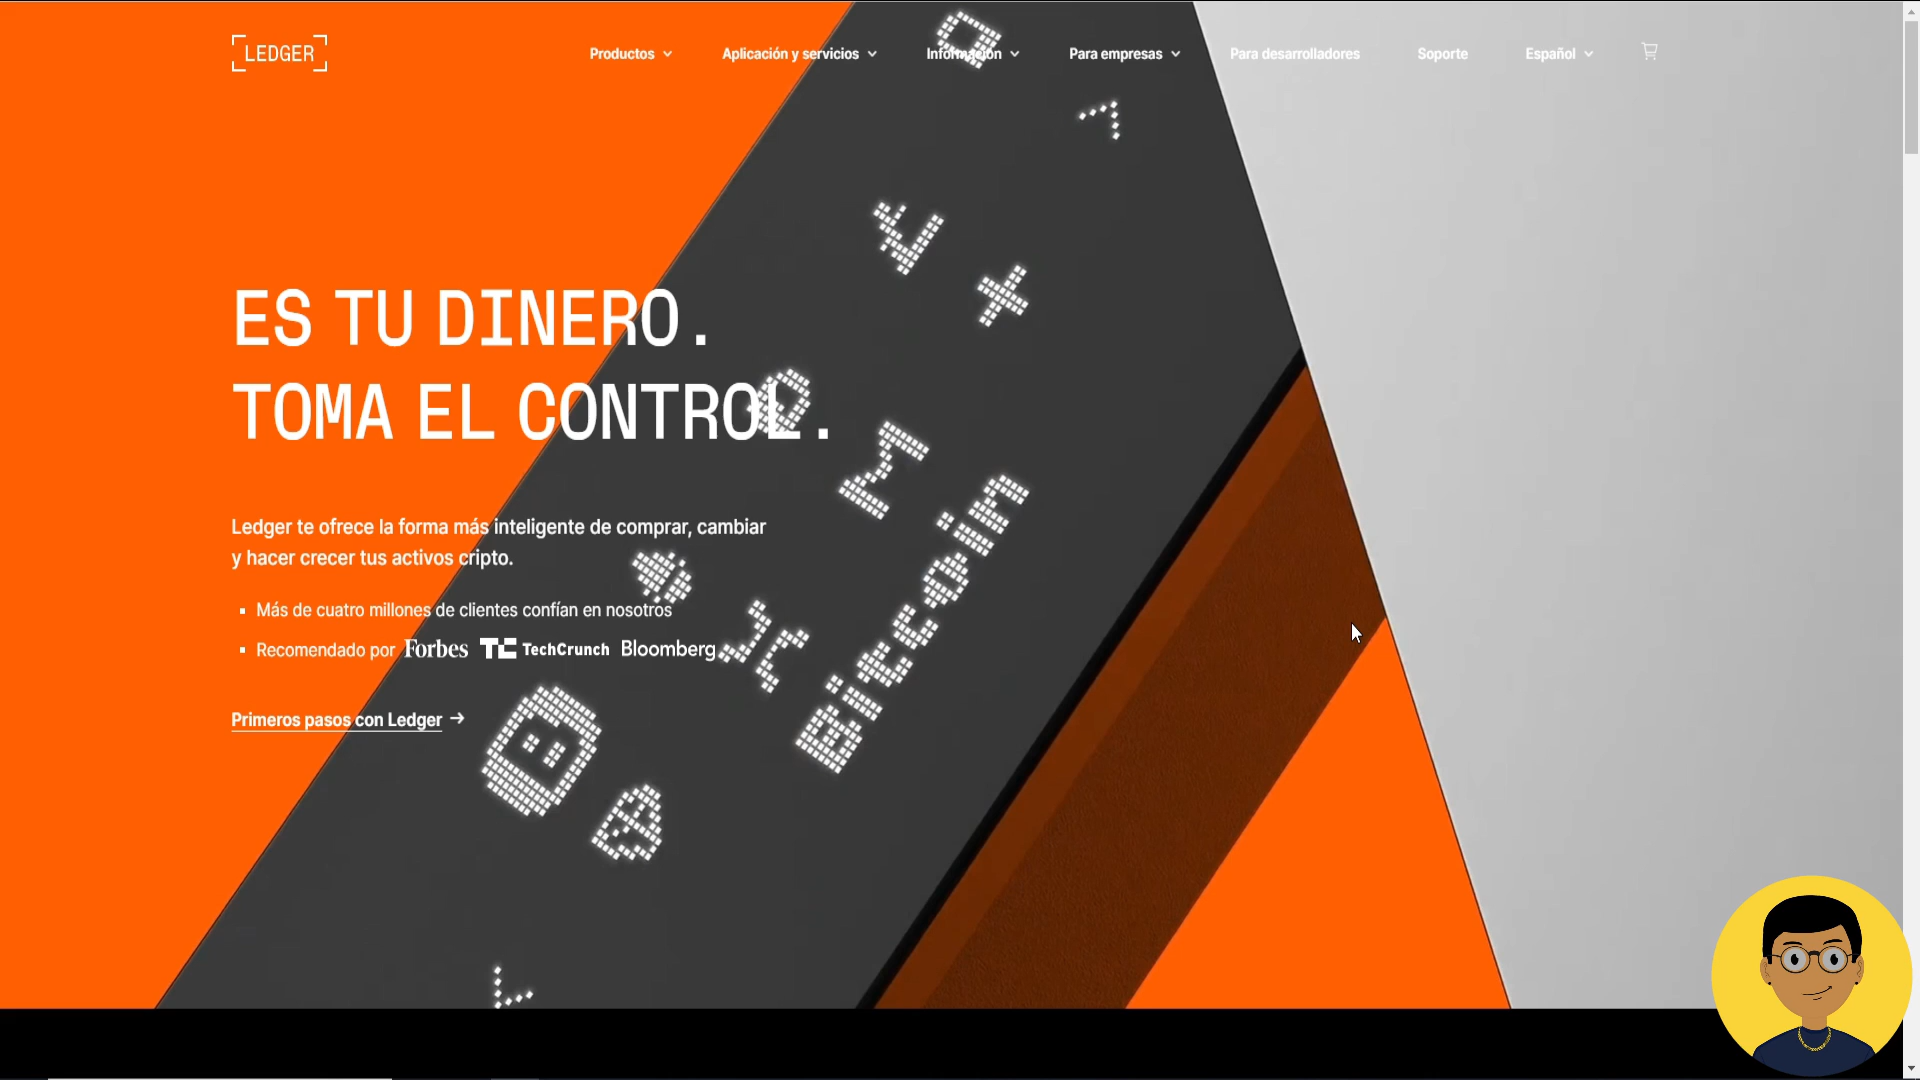 LEDGER
Productos
Aplicación y servicios
Información
Para empresas
Para desarrolladores
Soporte
Español
ES TU DINERO.
TOMA EL CONTROL.
Ledger te ofrece la forma más inteligente de comprar, cambiar
y hacer crecer tus activos cripto.
Más de cuatro millones de clientes confían en nosotros
Recomendado por Forbes TC TechCrunch Bloomberg
Primeros pasos con Ledger →
Bitcoin